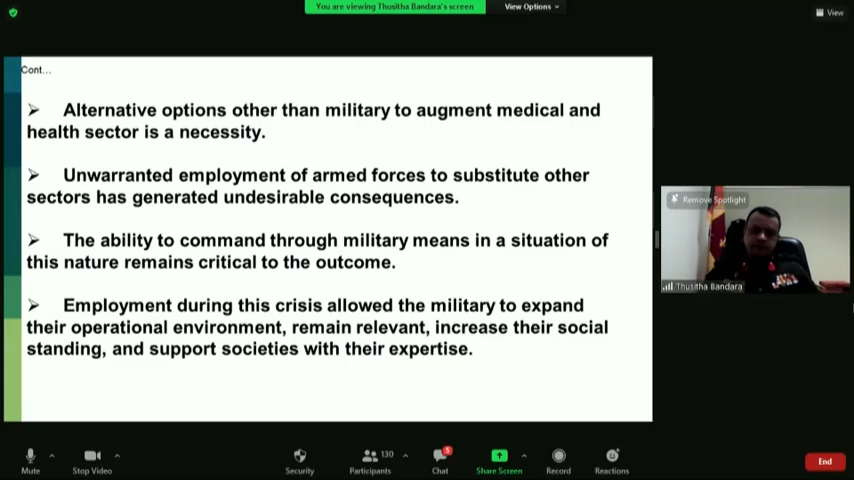 You are viewing Thusitha Bandara's screen
View Options
View
Cont...
➢ Alternative options other than military to augment medical and
health sector is a necessity.
➢ Unwarranted employment of armed forces to substitute other
sectors has generated undesirable consequences.
➢ The ability to command through military means in a situation of
this nature remains critical to the outcome.
➢ Employment during this crisis allowed the military to expand
their operational environment, remain relevant, increase their social
standing, and support societies with their expertise.
Remove Spotlight
Thusitha Bandara
130
5
Mute
Stop Video
Security
Participants
Chat
Share Screen
Record
Reactions
End